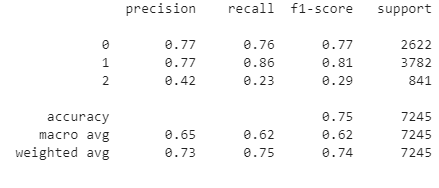 precision recall f1-score support
0 0.77 0.76 0.77 2622
1 0.77 0.86 0.81 3782
2 0.42 0.23 0.29 841
accuracy 0.75 7245
macro avg 0.65 0.62 0.62 7245
weighted avg 0.73 0.75 0.74 7245